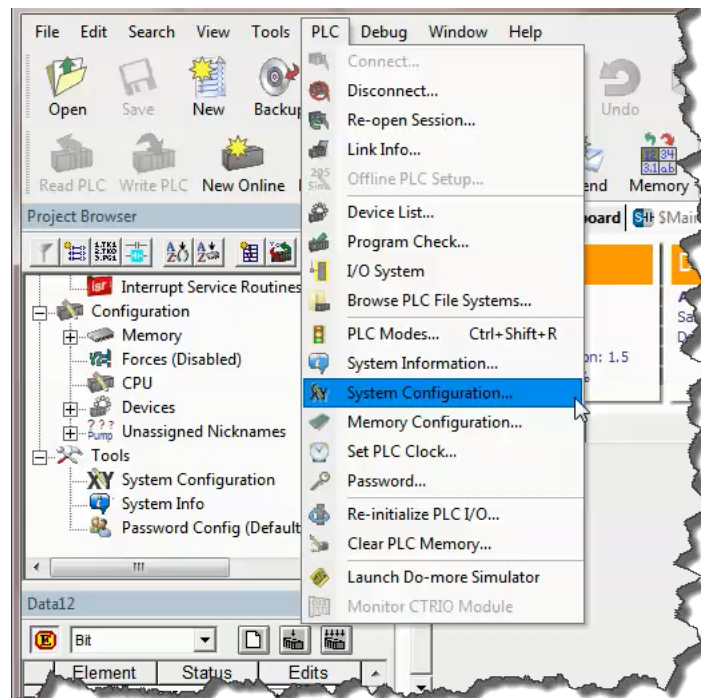 File Edit Search View Tools PLC Debug Window Help
Open Save New Backup Undo
Read PLC Write PLC New Online Memory
Connect...
Disconnect...
Re-open Session...
Link Info...
Offline PLC Setup...
Device List...
Program Check...
I/O System
Browse PLC File Systems...
PLC Modes... Ctrl+Shift+R
System Information...
System Configuration...
Memory Configuration...
Set PLC Clock...
Password...
Re-initialize PLC I/O...
Clear PLC Memory...
Launch Do-more Simulator
Monitor CTRIO Module
Project Browser
Interrupt Service Routines
Configuration
Memory
Forces (Disabled)
CPU
Devices
Unassigned Nicknames
Tools
System Configuration
System Info
Password Config (Default
on: 1.5
$Main
Data12
Bit
Element Status Edits